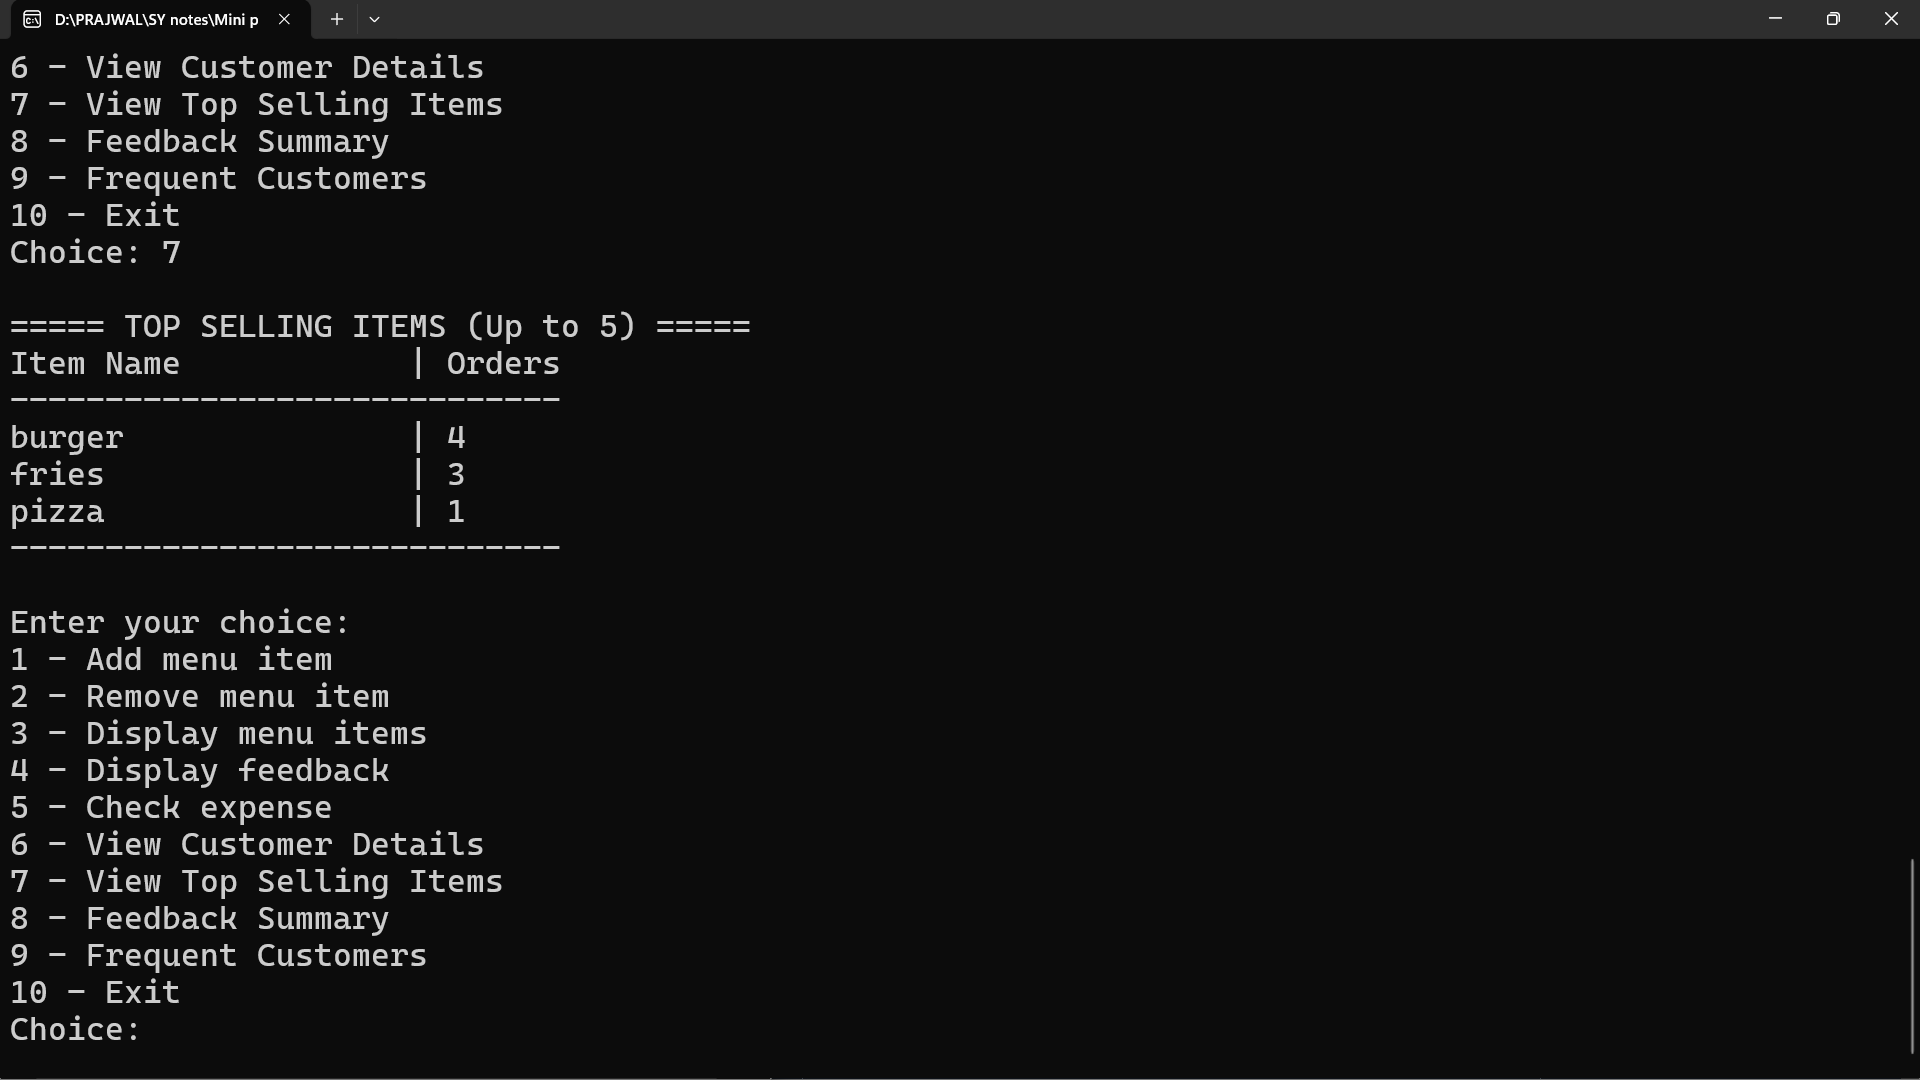 D:\PRAJWAL\SY notes\Mini p
6 - View Customer Details
7 - View Top Selling Items
8 - Feedback Summary
9 - Frequent Customers
10 - Exit
Choice: 7
===== TOP SELLING ITEMS (Up to 5) =====
Item Name            | Orders
-----------------------------
burger               | 4
fries                | 3
pizza                | 1
-----------------------------
Enter your choice:
1 - Add menu item
2 - Remove menu item
3 - Display menu items
4 - Display feedback
5 - Check expense
6 - View Customer Details
7 - View Top Selling Items
8 - Feedback Summary
9 - Frequent Customers
10 - Exit
Choice: